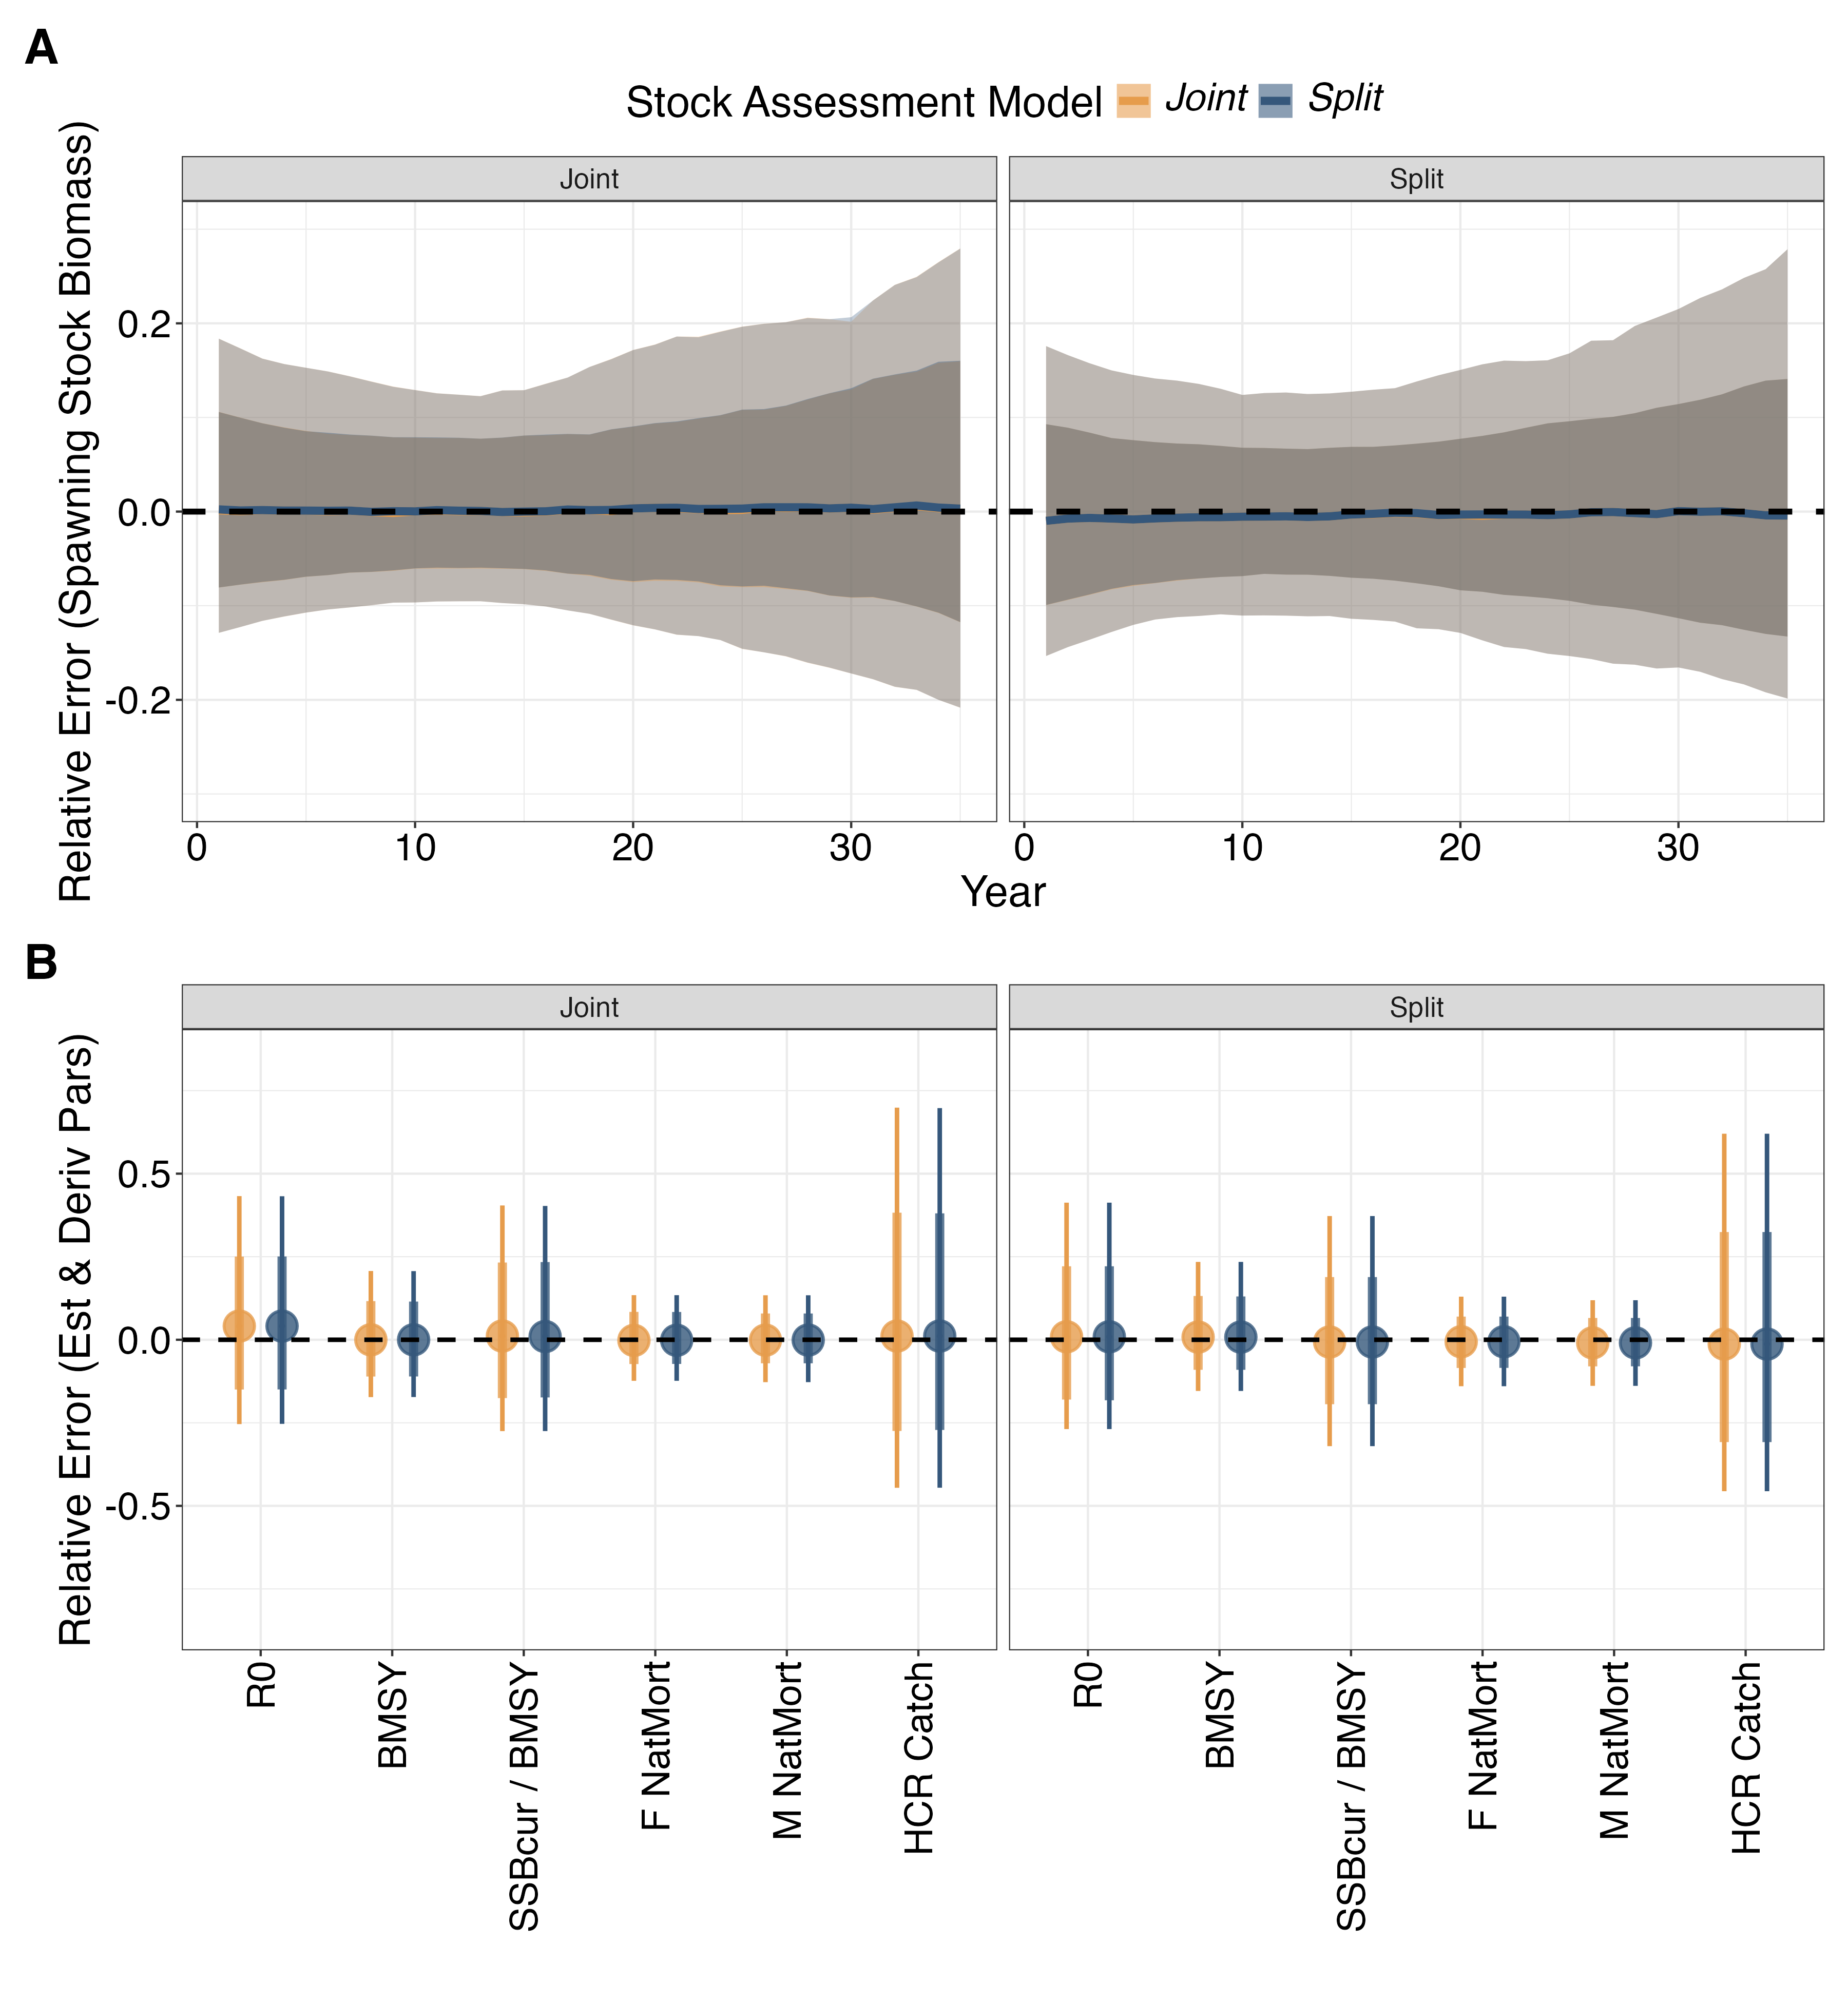 A
Stock Assessment Model Joint Split
Relative Error (Spawning Stock Biomass)
Joint Split
0.2
0.0
-0.2
0 10 20 30 0 10 20 30
Year
B
Relative Error (Est & Deriv Pars)
Joint Split
0.5
0.0
-0.5
R0 BMSY SSBcur / BMSY F NatMort M NatMort HCR Catch R0 BMSY SSBcur / BMSY F NatMort M NatMort HCR Catch